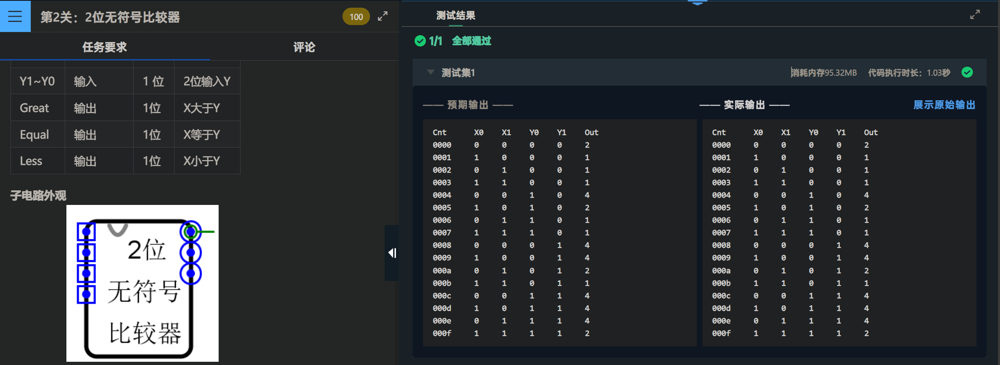 第2关：2位无符号比较器
100
任务要求 评论
Y1~Y0 输入 1 位 2位输入Y
Great 输出 1位 X大于Y
Equal 输出 1位 X等于Y
Less 输出 1位 X小于Y
子电路外观
2位
无符号
比较器
测试结果
1/1 全部通过
测试集1
消耗内存95.32MB 代码执行时长：1.03秒
—— 预期输出 ——
Cnt X0 X1 Y0 Y1 Out
0000 0 0 0 0 2
0001 1 0 0 0 1
0002 0 1 0 0 1
0003 1 1 0 0 1
0004 0 0 1 0 4
0005 1 0 1 0 2
0006 0 1 1 0 1
0007 1 1 1 0 1
0008 0 0 0 1 4
0009 1 0 0 1 4
000a 0 1 0 1 2
000b 1 1 0 1 1
000c 0 0 1 1 4
000d 1 0 1 1 4
000e 0 1 1 1 4
000f 1 1 1 1 2
—— 实际输出 ——
展示原始输出
Cnt X0 X1 Y0 Y1 Out
0000 0 0 0 0 2
0001 1 0 0 0 1
0002 0 1 0 0 1
0003 1 1 0 0 1
0004 0 0 1 0 4
0005 1 0 1 0 2
0006 0 1 1 0 1
0007 1 1 1 0 1
0008 0 0 0 1 4
0009 1 0 0 1 4
000a 0 1 0 1 2
000b 1 1 0 1 1
000c 0 0 1 1 4
000d 1 0 1 1 4
000e 0 1 1 1 4
000f 1 1 1 1 2